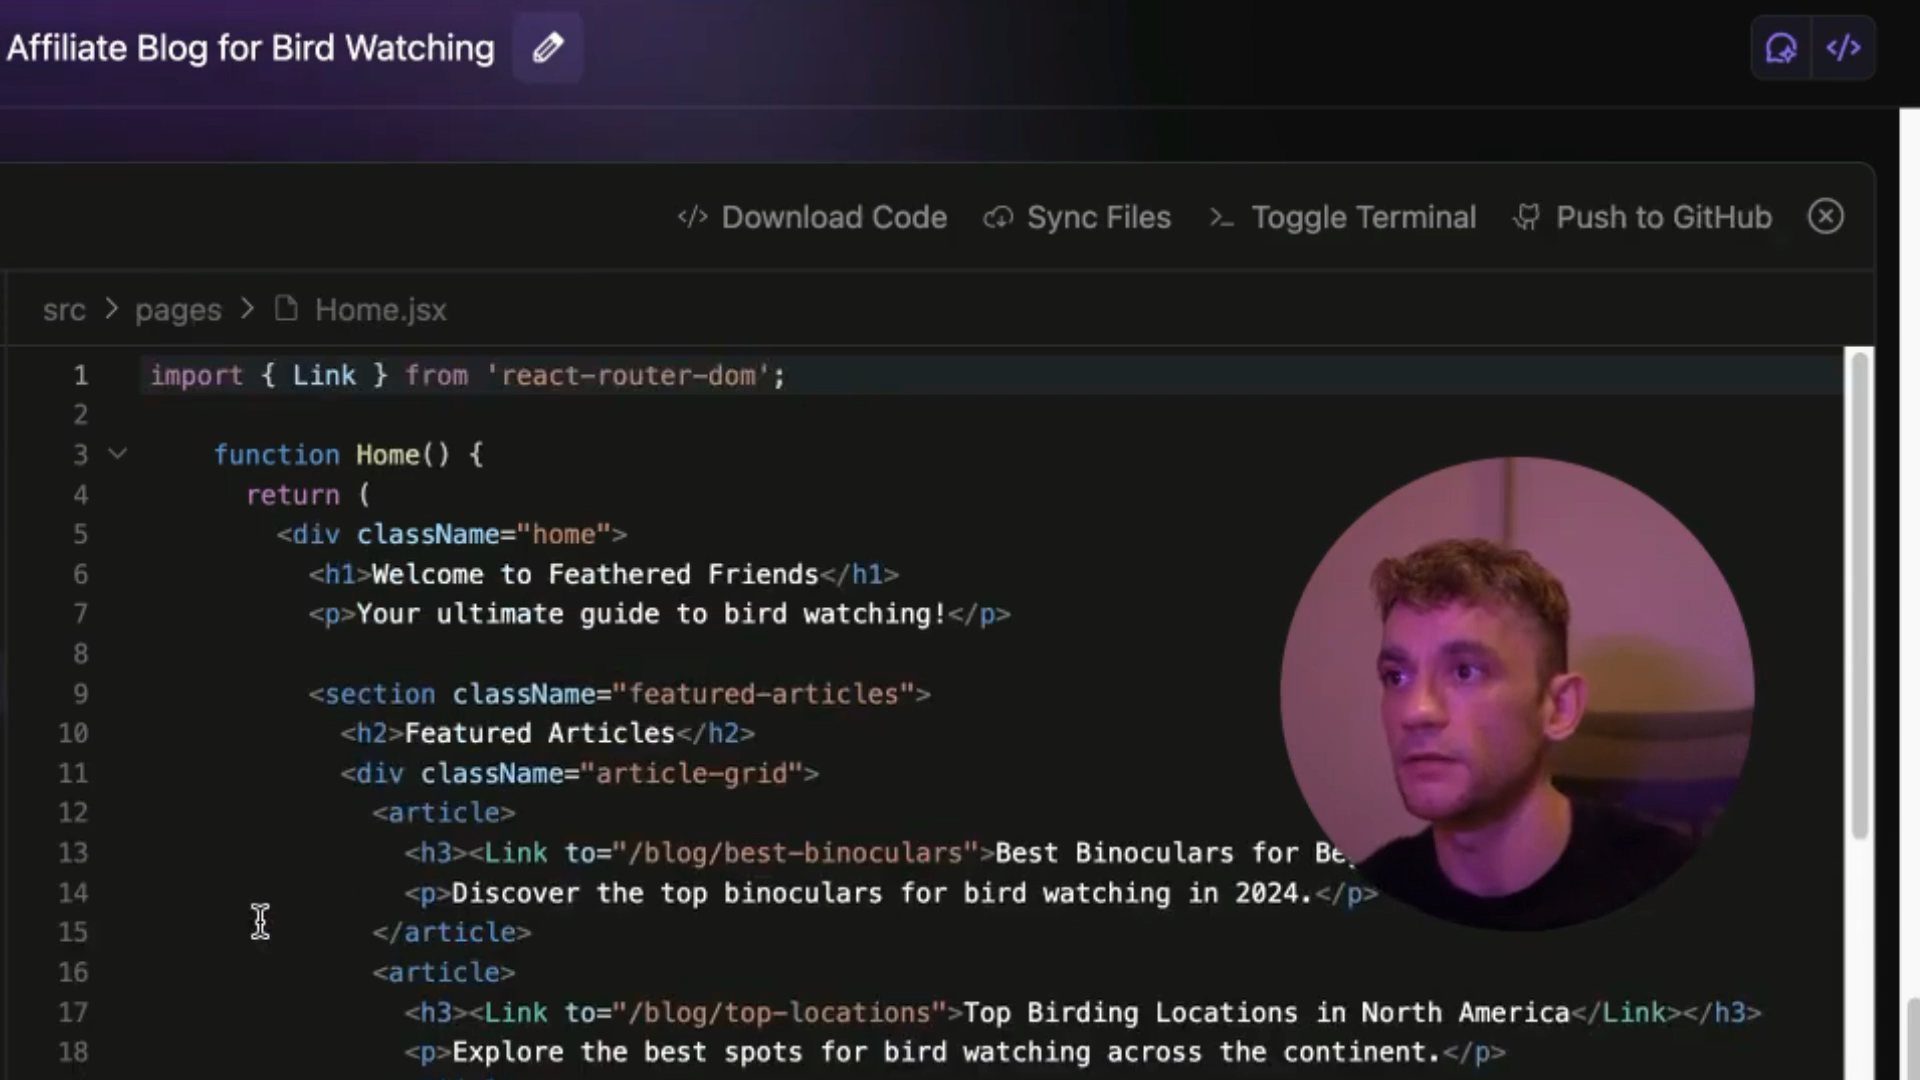 Affiliate Blog for Bird Watching
</> Download Code Sync Files >_ Toggle Terminal Push to GitHub
src > pages > Home.jsx
1 import { Link } from 'react-router-dom';
2
3 function Home() {
4 return (
5 <div className="home">
6 <h1>Welcome to Feathered Friends</h1>
7 <p>Your ultimate guide to bird watching!</p>
8
9 <section className="featured-articles">
10 <h2>Featured Articles</h2>
11 <div className="article-grid">
12 <article>
13 <h3><Link to="/blog/best-binoculars">Best Binoculars for
14 <p>Discover the top binoculars for bird watching in 2024.</p>
15 </article>
16 <article>
17 <h3><Link to="/blog/top-locations">Top Birding Locations in North America</Link></h3>
18 <p>Explore the best spots for bird watching across the continent.</p>